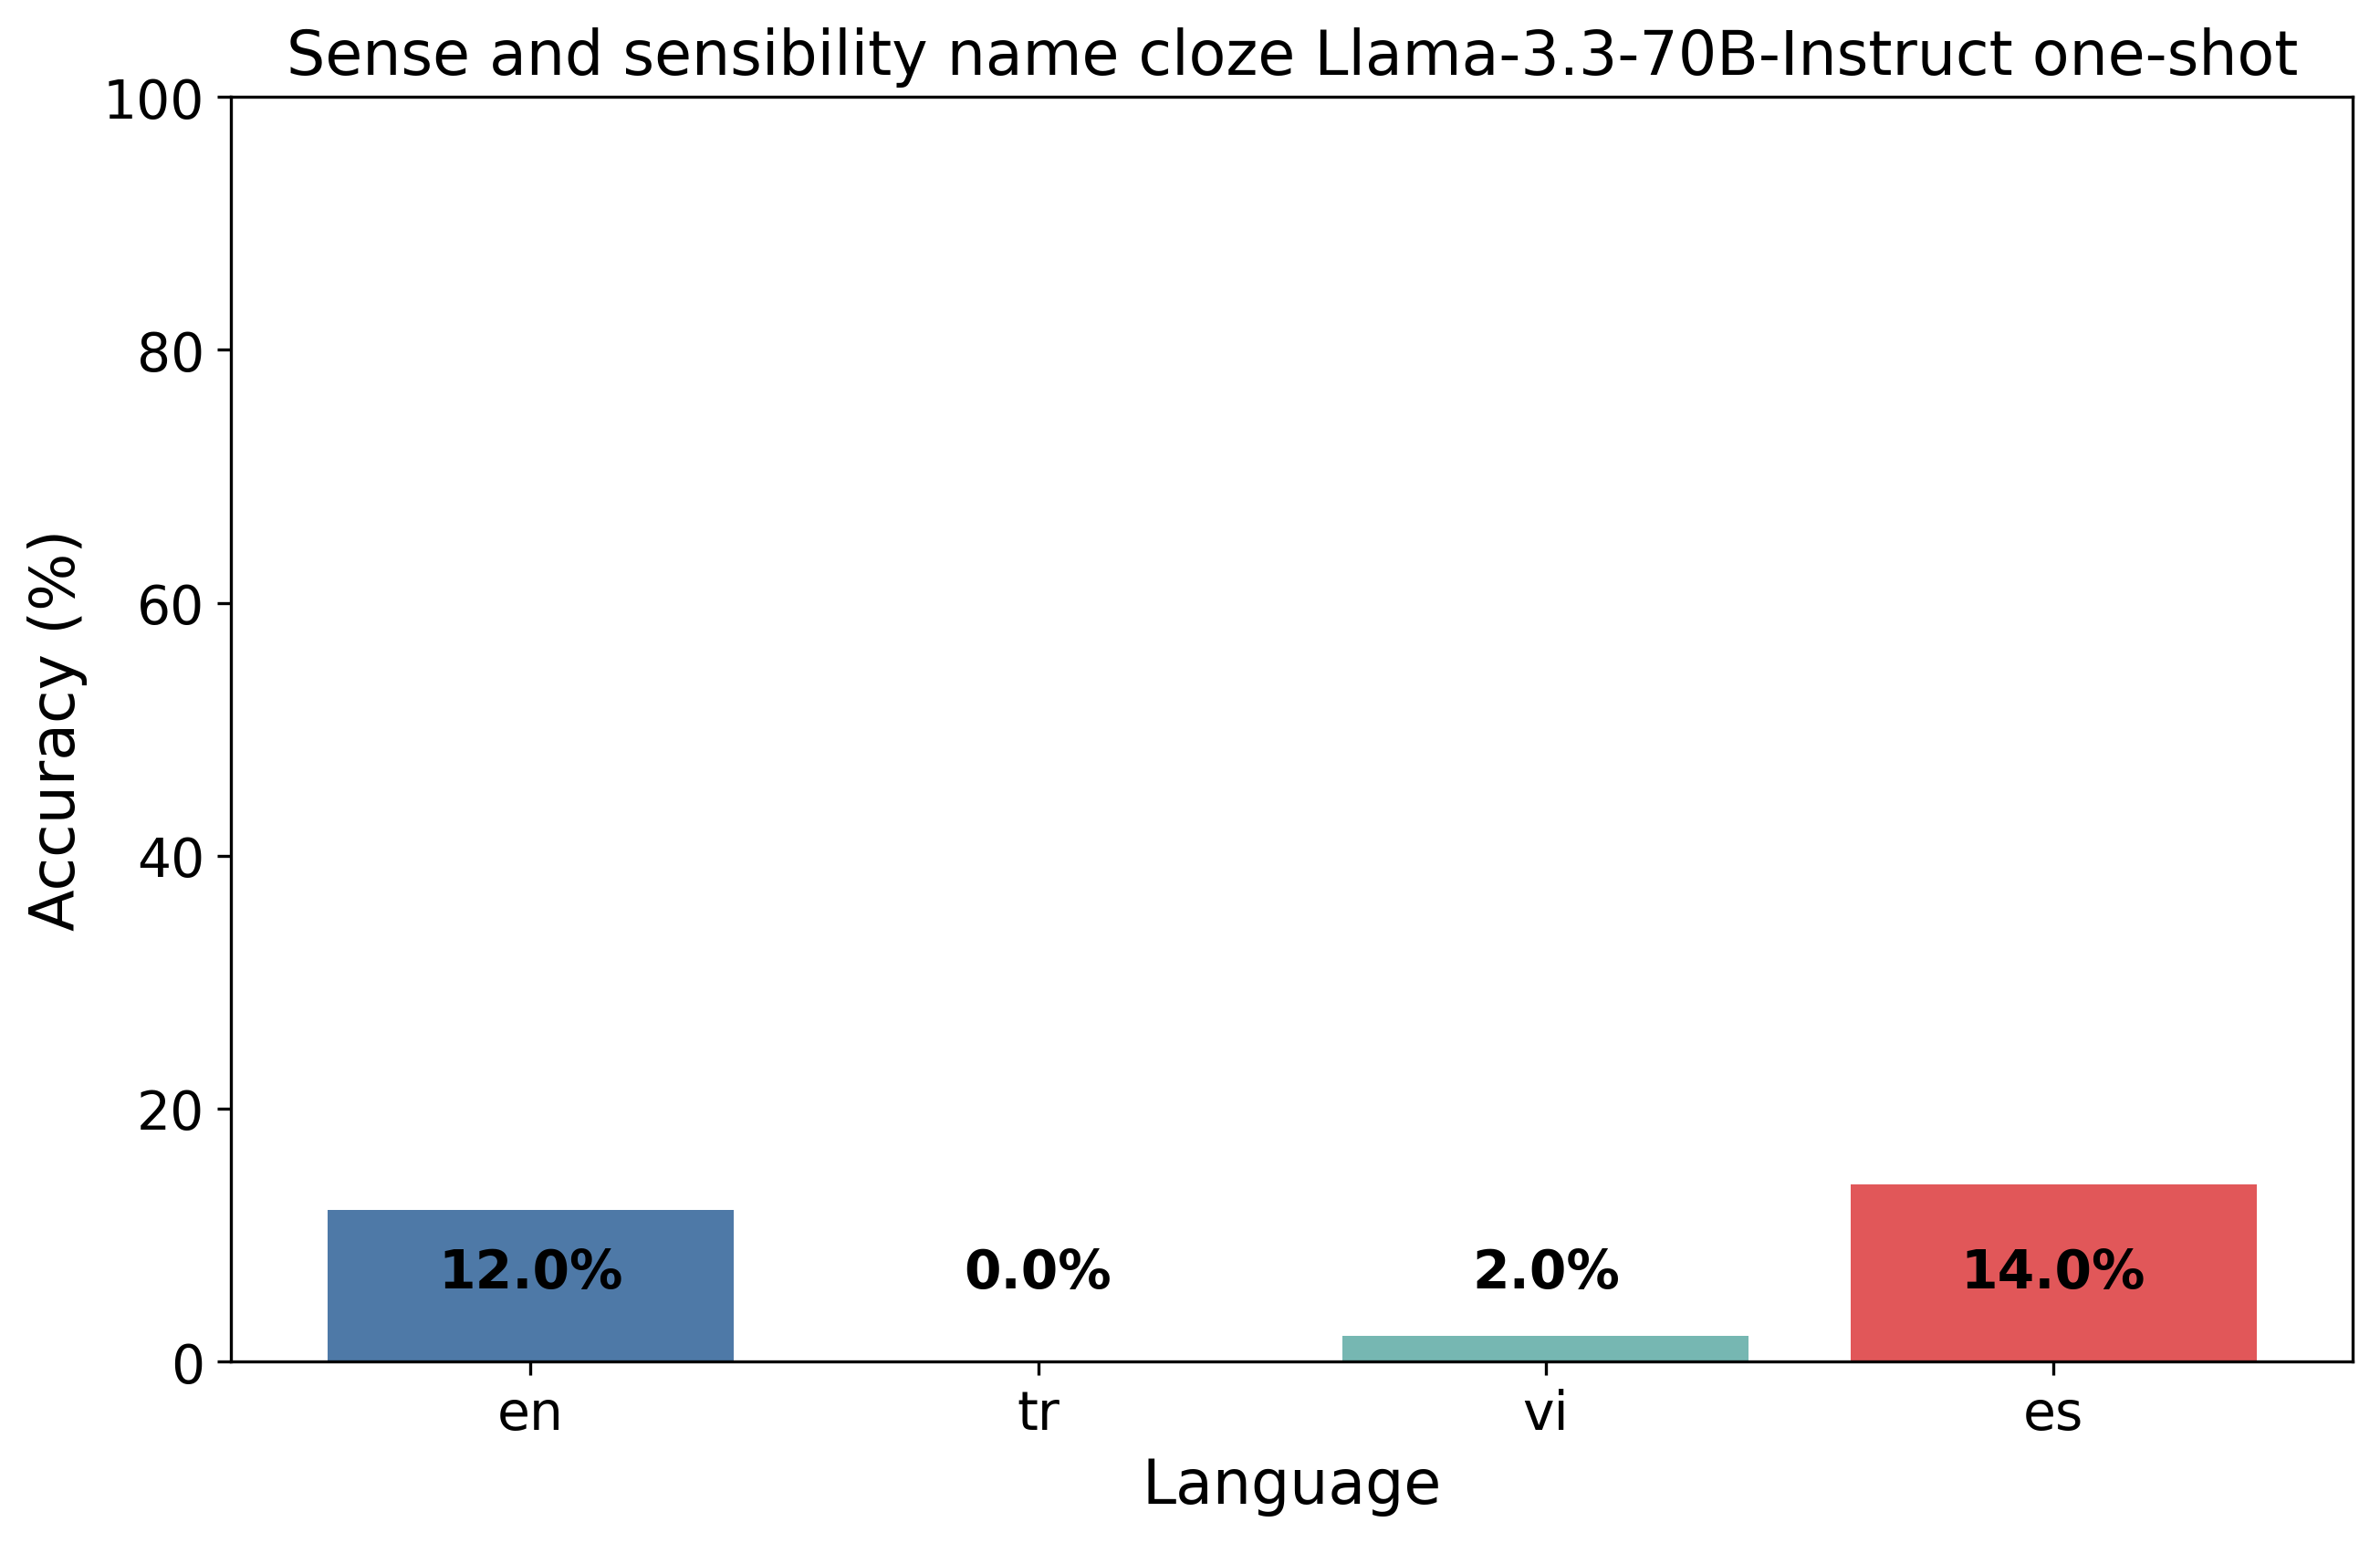 Sense and sensibility name cloze Llama-3.3-70B-Instruct one-shot
100
80
60
40
20
0
Accuracy (%)
12.0%
0.0%
2.0%
14.0%
en
tr
vi
es
Language